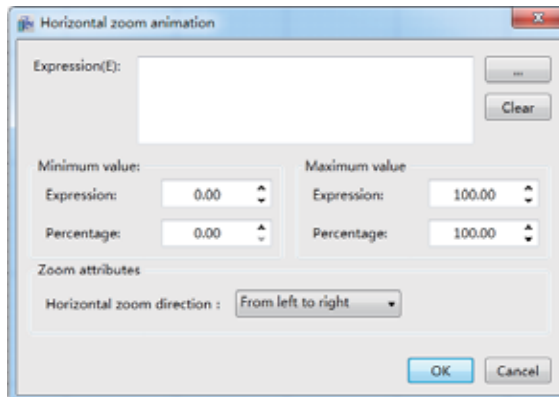 Horizontal zoom animation
Expression(E):
...
Clear
Minimum value:
Maximum value
Expression: 0.00
Expression: 100.00
Percentage: 0.00
Percentage: 100.00
Zoom attributes
Horizontal zoom direction : From left to right
OK Cancel